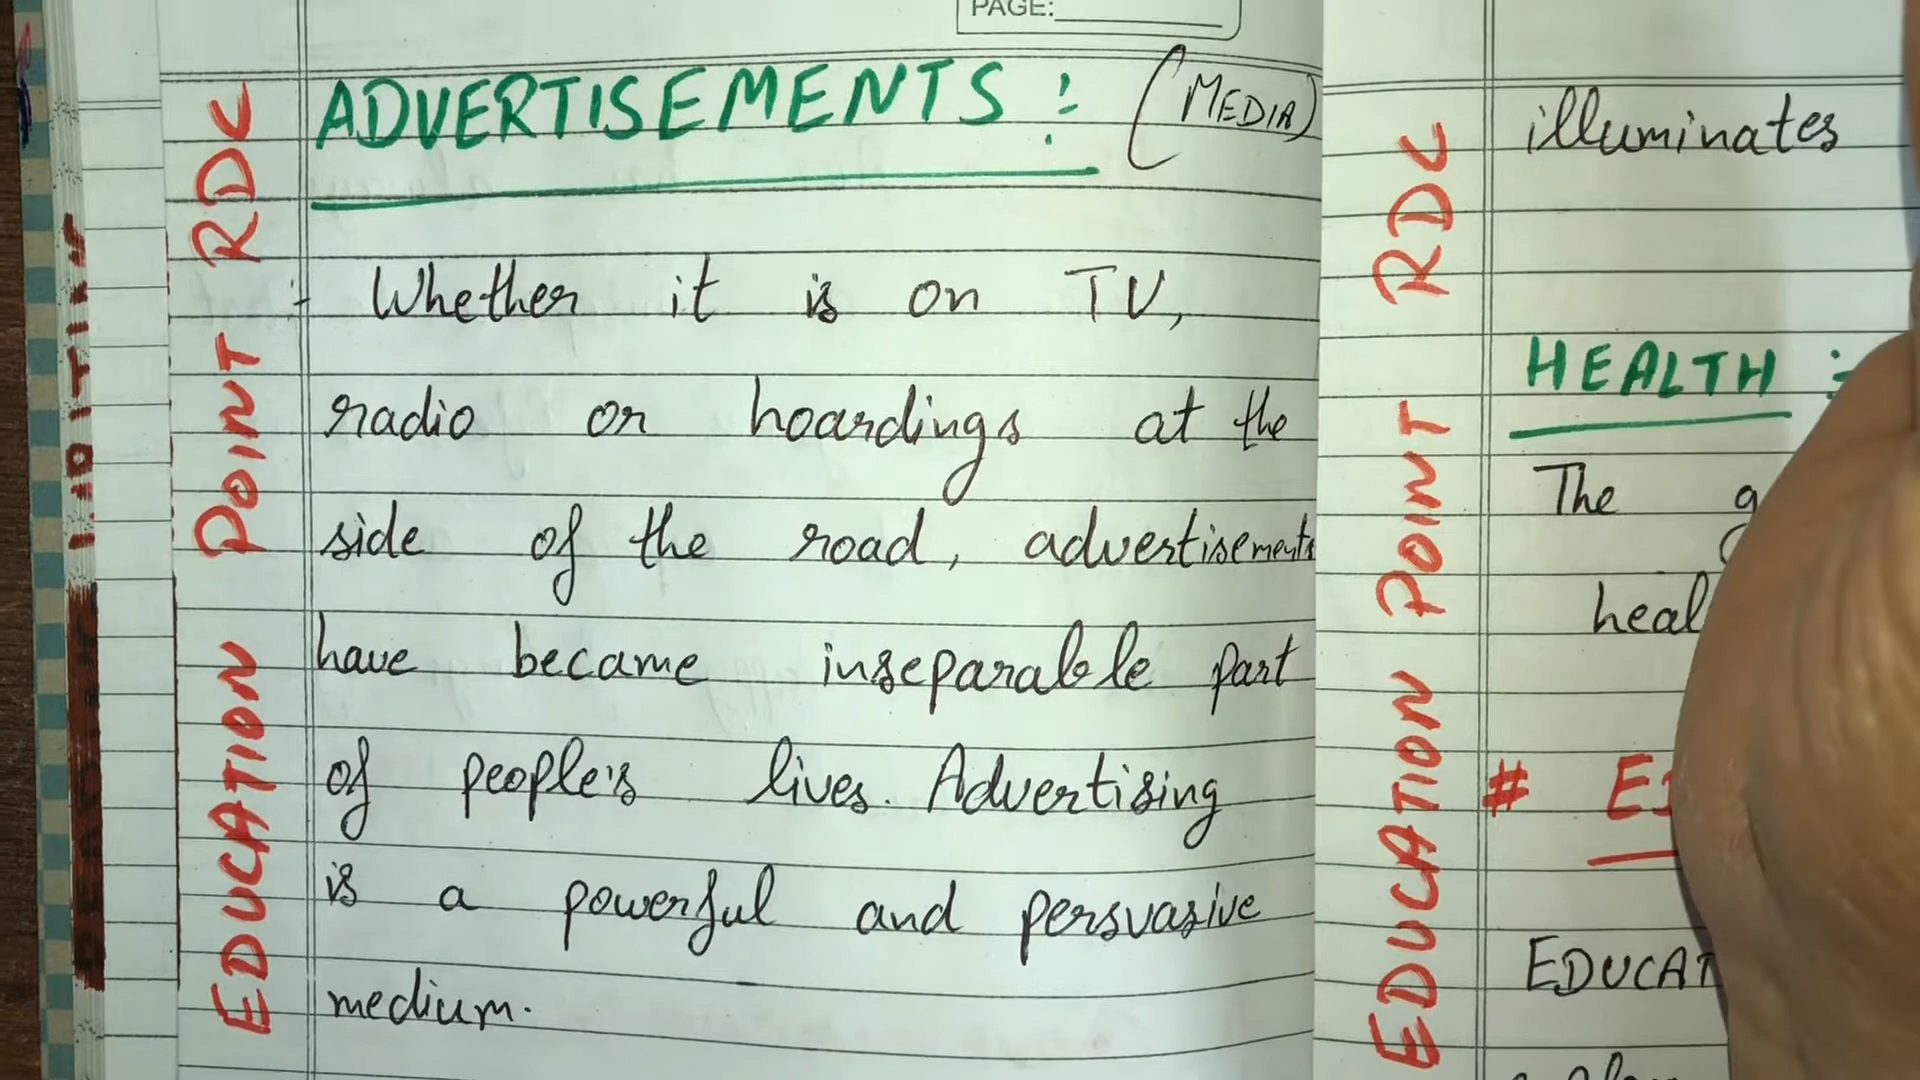 PAGE:
ADVERTISEMENTS : (MEDIA)
Whether it is on TV,
radio or hoardings at the
side of the road, advertisements
have became inseparable part
of people's lives. Advertising
is a powerful and persuasive
medium.
EDUCATION POINT RDC
illuminates
HEALTH :
The
EDUCATION POINT RDC
#